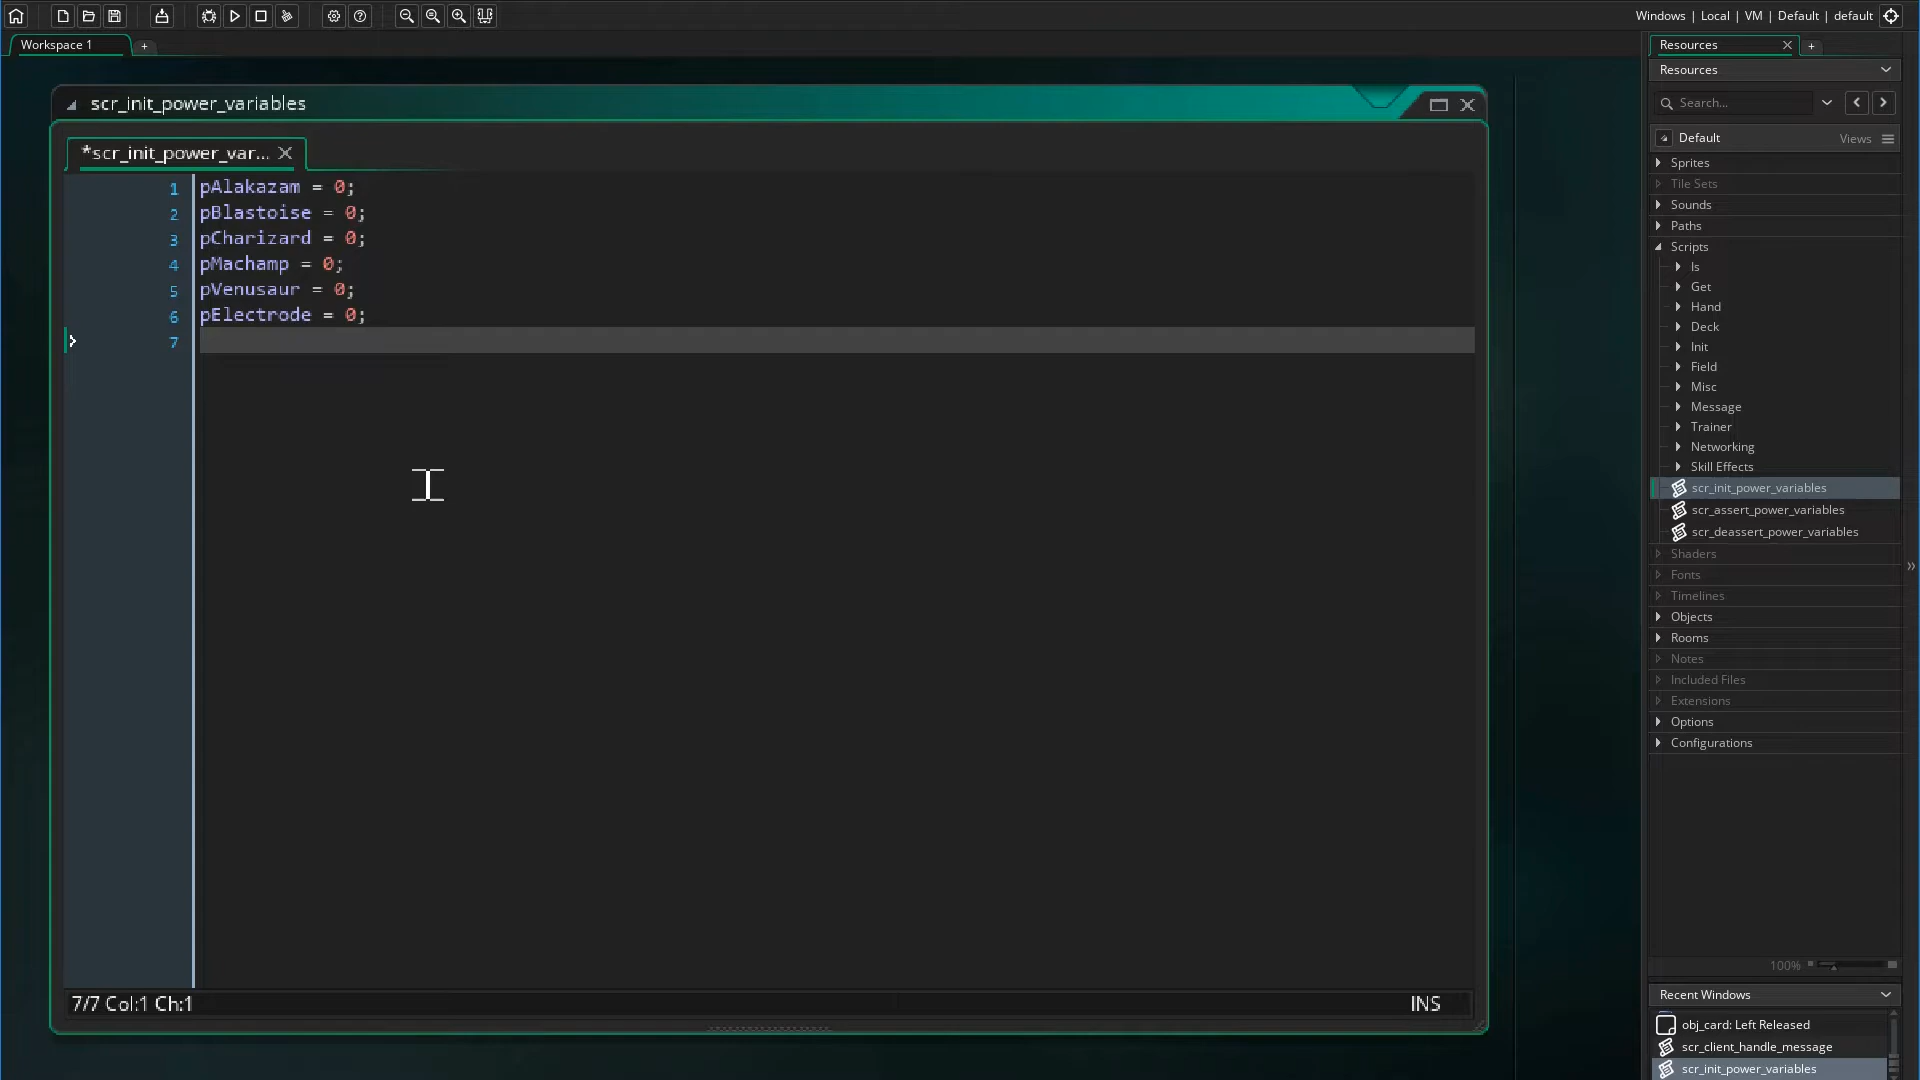 Windows | Local | VM | Default | default
Workspace 1
+
Resources
+
Resources
Search...
Default Views
Sprites
Tile Sets
Sounds
Paths
Scripts
Is
Get
Hand
Deck
Init
Field
Misc
Message
Trainer
Networking
Skill Effects
scr_init_power_variables
scr_assert_power_variables
scr_deassert_power_variables
Shaders
Fonts
Timelines
Objects
Rooms
Notes
Included Files
Extensions
Options
Configurations
100%
Recent Windows
obj_card: Left Released
scr_client_handle_message
scr_init_power_variables
scr_init_power_variables
*scr_init_power_var...
1 pAlakazam = 0;
2 pBlastoise = 0;
3 pCharizard = 0;
4 pMachamp = 0;
5 pVenusaur = 0;
6 pElectrode = 0;
7
7/7 Col:1 Ch:1 INS